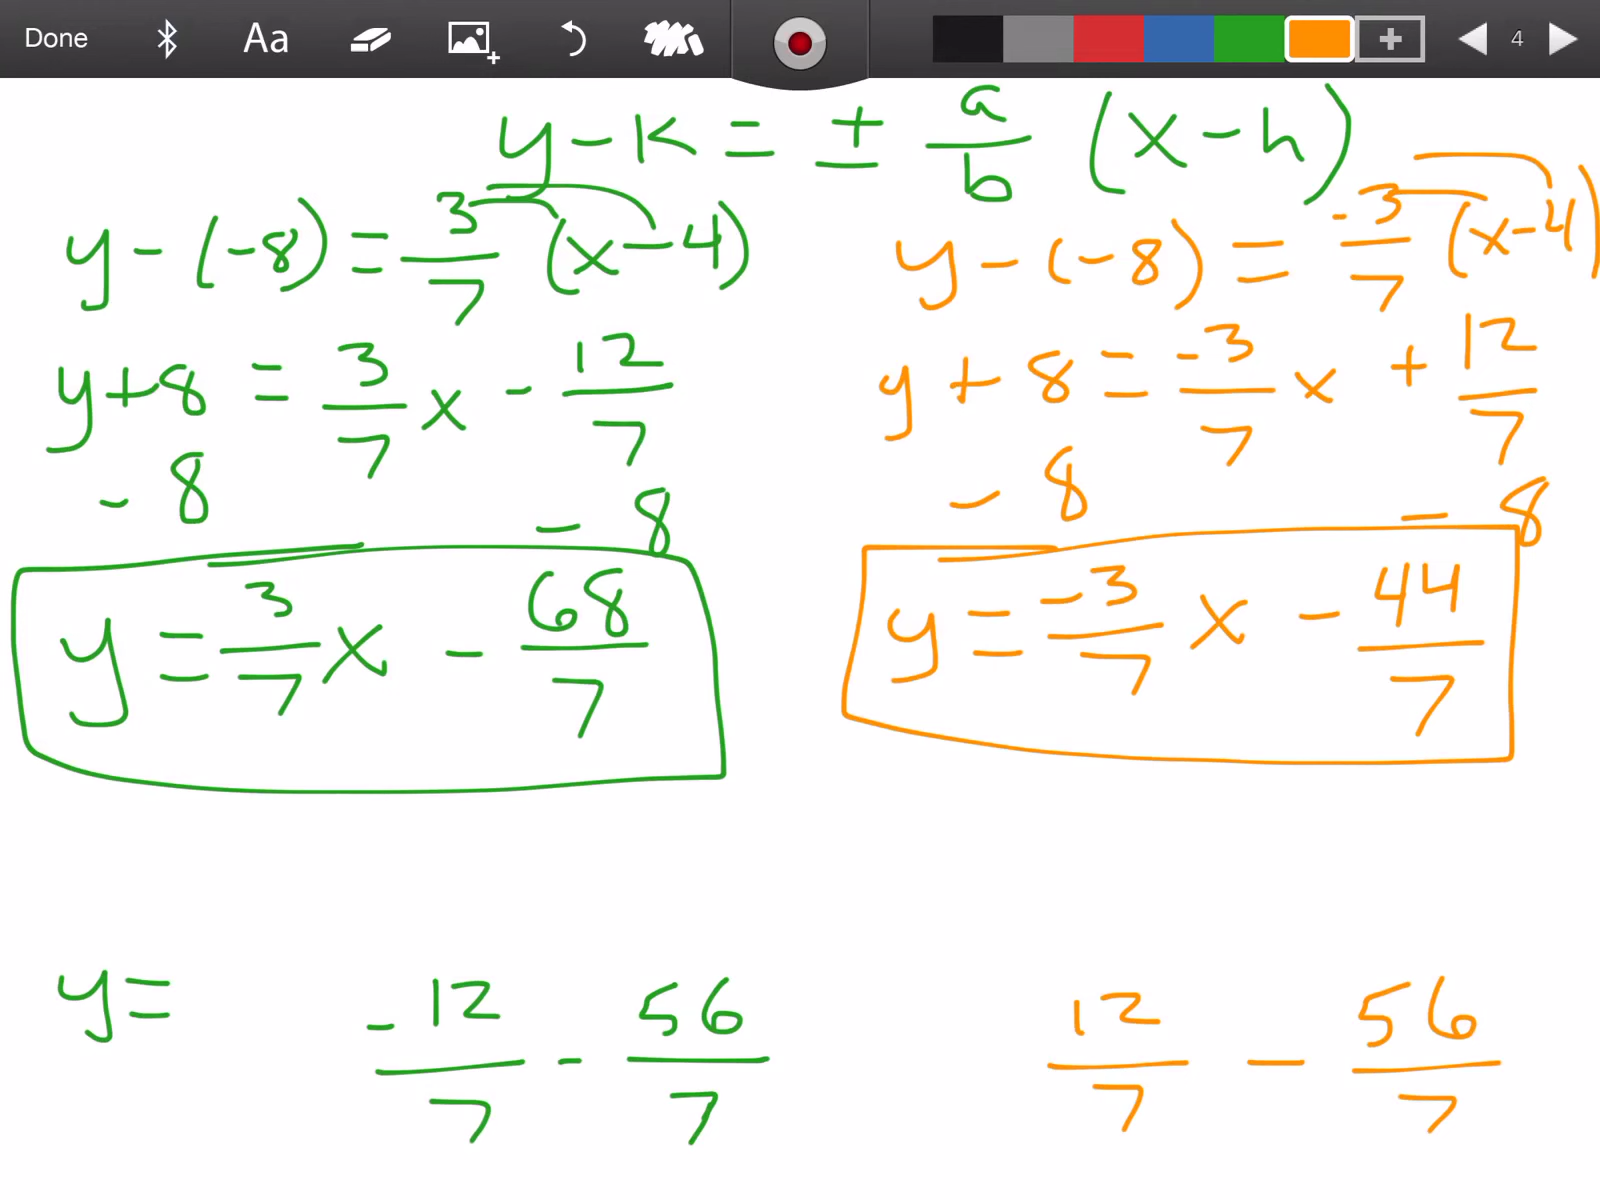 Done Aa 4
y - k = ± a/b (x - h)
y - (-8) = 3/7 (x - 4)
y + 8 = 3/7 x - 12/7
- 8 - 8
y = 3/7 x - 68/7
y - (-8) = -3/7 (x - 4)
y + 8 = -3/7 x + 12/7
- 8 - 8
y = -3/7 x - 44/7
y = -12/7 - 56/7
12/7 - 56/7